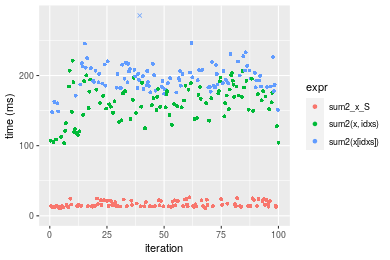 time (ms)
200
100
0
0
25
50
75
100
iteration
expr
sum2_x_S
sum2(x, idxs)
sum2(x[idxs])